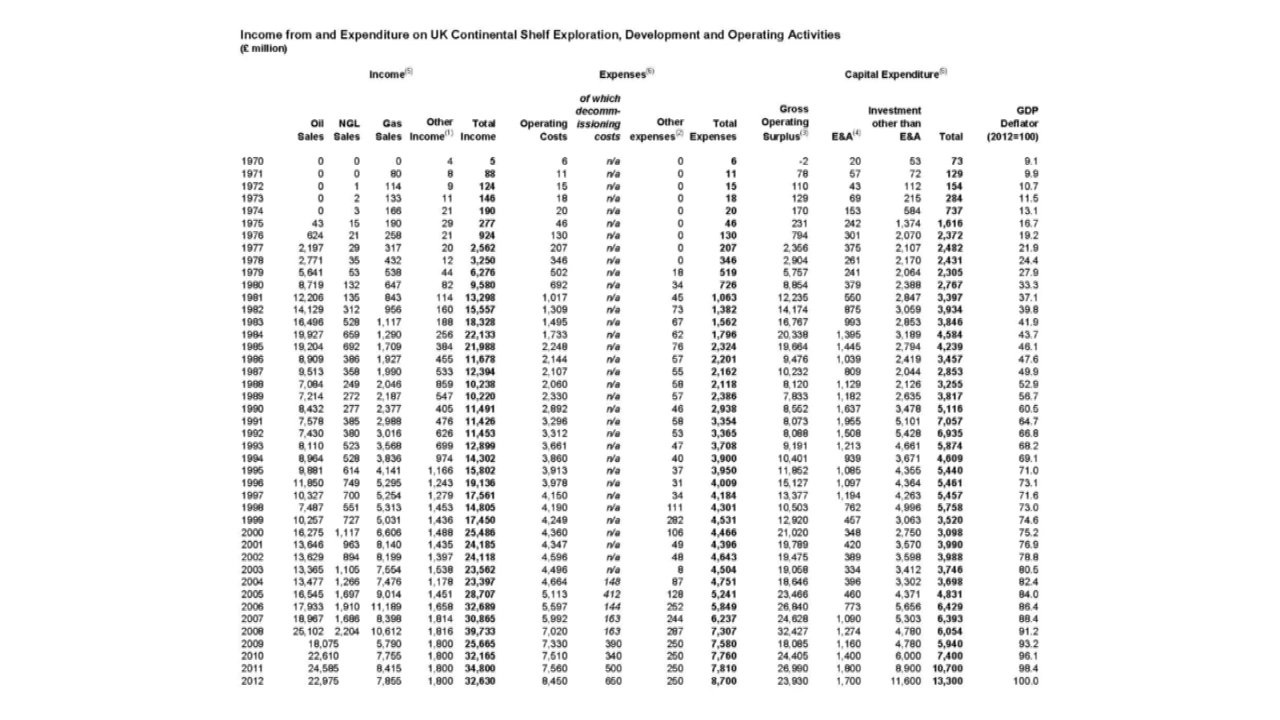 Income from and Expenditure on UK Continental Shelf Exploration, Development and Operating Activities
(£ million)
Income(5) Expenses(6) Capital Expenditure(6)
of which
decomm-
Gross Investment GDP
Oil NGL Gas Other Total Operating issioning Other Total Operating other than Deflator
Sales Sales Sales Income(1) Income Costs costs expenses(2) Expenses Surplus(3) E&A(4) E&A Total (2012=100)
1970 0 0 0 4 5 6 n/a 0 6 -2 20 53 73 9.1
1971 0 0 80 8 88 11 n/a 0 11 78 57 72 129 9.9
1972 0 1 114 9 124 15 n/a 0 15 110 43 112 154 10.7
1973 0 2 133 11 146 18 n/a 0 18 129 69 215 284 11.5
1974 0 3 166 21 190 20 n/a 0 20 170 153 584 737 13.1
1975 43 15 190 29 277 46 n/a 0 46 231 242 1,374 1,616 16.7
1976 624 21 258 21 924 130 n/a 0 130 794 301 2,070 2,372 19.2
1977 2,197 29 317 20 2,562 207 n/a 0 207 2,356 375 2,107 2,482 21.9
1978 2,771 35 432 12 3,250 346 n/a 0 346 2,904 261 2,170 2,431 24.4
1979 5,641 53 538 44 6,276 502 n/a 18 519 5,757 241 2,064 2,305 27.9
1980 8,719 132 647 82 9,580 692 n/a 34 726 8,854 379 2,388 2,767 33.3
1981 12,206 135 843 114 13,298 1,017 n/a 45 1,063 12,235 550 2,847 3,397 37.1
1982 14,129 312 956 160 15,557 1,309 n/a 73 1,382 14,174 875 3,059 3,934 39.8
1983 16,496 528 1,117 188 18,328 1,495 n/a 67 1,562 16,767 993 2,853 3,846 41.9
1984 19,927 659 1,290 256 22,133 1,733 n/a 62 1,796 20,338 1,395 3,189 4,584 43.7
1985 19,204 692 1,709 384 21,988 2,248 n/a 76 2,324 19,664 1,445 2,794 4,239 46.1
1986 8,909 386 1,927 455 11,678 2,144 n/a 57 2,201 9,476 1,039 2,419 3,457 47.6
1987 9,513 358 1,990 533 12,394 2,107 n/a 55 2,162 10,232 809 2,044 2,853 49.9
1988 7,084 249 2,046 859 10,238 2,060 n/a 58 2,118 8,120 1,129 2,126 3,255 52.9
1989 7,214 272 2,187 547 10,220 2,330 n/a 57 2,386 7,833 1,182 2,635 3,817 56.7
1990 8,432 277 2,377 405 11,491 2,892 n/a 46 2,938 8,552 1,637 3,478 5,116 60.5
1991 7,578 385 2,988 476 11,426 3,296 n/a 58 3,354 8,073 1,955 5,101 7,057 64.7
1992 7,430 380 3,016 626 11,453 3,312 n/a 53 3,365 8,088 1,508 5,428 6,935 66.8
1993 8,110 523 3,568 699 12,899 3,661 n/a 47 3,708 9,191 1,213 4,661 5,874 68.2
1994 8,964 528 3,836 974 14,302 3,860 n/a 40 3,900 10,401 939 3,671 4,609 69.1
1995 9,881 614 4,141 1,166 15,802 3,913 n/a 37 3,950 11,852 1,085 4,355 5,440 71.0
1996 11,850 749 5,295 1,243 19,136 3,978 n/a 31 4,009 15,127 1,097 4,364 5,461 73.1
1997 10,327 700 5,254 1,279 17,561 4,150 n/a 34 4,184 13,377 1,194 4,263 5,457 71.6
1998 7,487 551 5,313 1,453 14,805 4,190 n/a 111 4,301 10,503 762 4,996 5,758 73.0
1999 10,257 727 5,031 1,436 17,450 4,249 n/a 282 4,531 12,920 457 3,063 3,520 74.6
2000 16,275 1,117 6,606 1,488 25,486 4,360 n/a 106 4,466 21,020 348 2,750 3,098 75.2
2001 13,646 963 8,140 1,435 24,185 4,347 n/a 49 4,396 19,789 420 3,570 3,990 76.9
2002 13,629 894 8,199 1,397 24,118 4,596 n/a 48 4,643 19,475 389 3,598 3,988 78.8
2003 13,365 1,105 7,554 1,538 23,562 4,496 n/a 8 4,504 19,058 334 3,412 3,746 80.5
2004 13,477 1,266 7,476 1,178 23,397 4,664 148 87 4,751 18,646 396 3,302 3,698 82.4
2005 16,545 1,697 9,014 1,451 28,707 5,113 412 128 5,241 23,466 460 4,371 4,831 84.0
2006 17,933 1,910 11,189 1,658 32,689 5,597 144 252 5,849 26,840 773 5,656 6,429 86.4
2007 18,967 1,686 8,398 1,814 30,865 5,992 163 244 6,237 24,628 1,090 5,303 6,393 88.4
2008 25,102 2,204 10,612 1,816 39,733 7,020 163 287 7,307 32,427 1,274 4,780 6,054 91.2
2009 18,075 5,790 1,800 25,665 7,330 390 250 7,580 18,085 1,160 4,780 5,940 93.2
2010 22,610 7,755 1,800 32,165 7,510 340 250 7,760 24,405 1,400 6,000 7,400 96.1
2011 24,585 8,415 1,800 34,800 7,560 500 250 7,810 26,990 1,800 8,900 10,700 98.4
2012 22,975 7,855 1,800 32,630 8,450 650 250 8,700 23,930 1,700 11,600 13,300 100.0